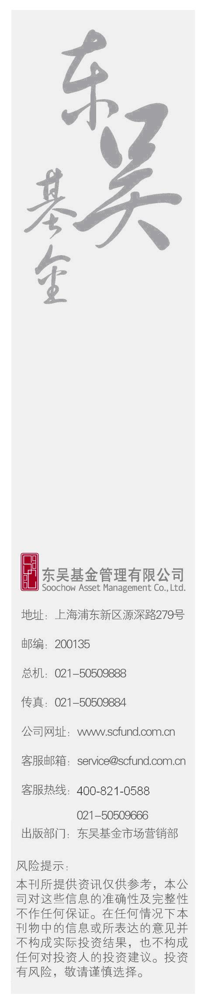 东吴
基金
东吴基金管理有限公司
Soochow Asset Management Co., Ltd.
地址：上海浦东新区源深路279号
邮编：200135
总机：021-50509888
传真：021-50509884
公司网址：www.scfund.com.cn
客服邮箱：service@scfund.com.cn
客服热线：400-821-0588
021-50509666
出版部门：东吴基金市场营销部
风险提示：
本刊所提供资讯仅供参考，本公
司对这些信息的准确性及完整性
不作任何保证。在任何情况下本
刊物中的信息或所表达的意见并
不构成实际投资结果，也不构成
任何对投资人的投资建议。投资
有风险，敬请谨慎选择。